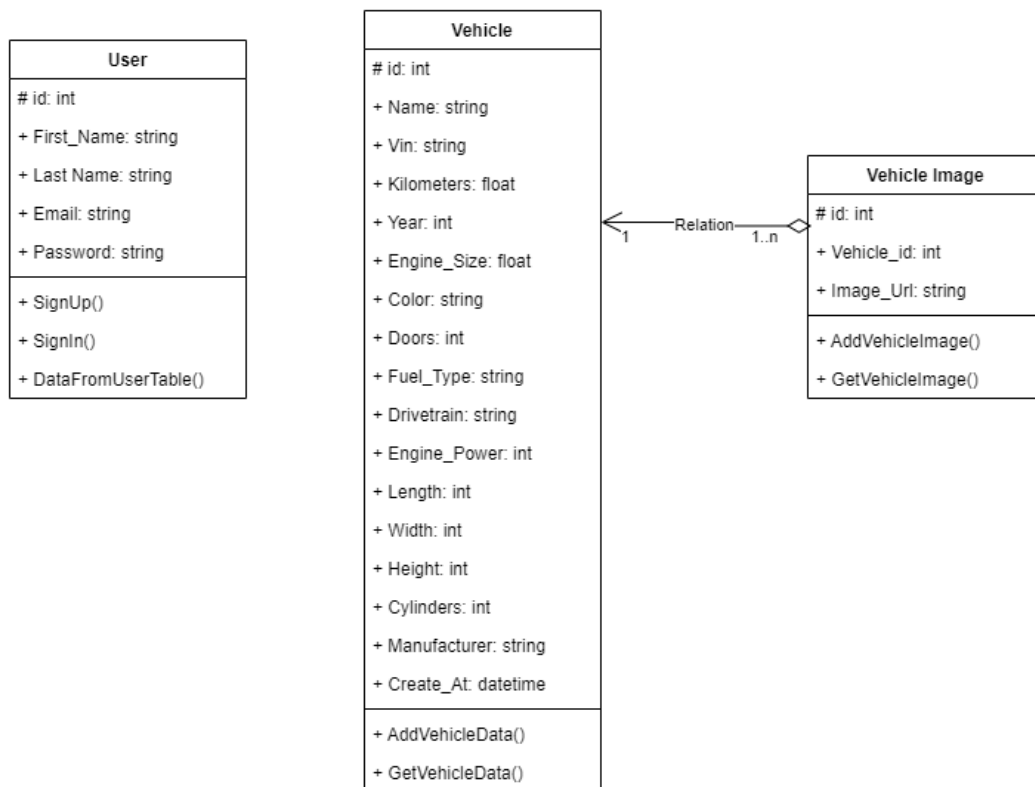 User
# id: int
+ First_Name: string
+ Last Name: string
+ Email: string
+ Password: string
+ SignUp()
+ SignIn()
+ DataFromUserTable()
Vehicle
# id: int
+ Name: string
+ Vin: string
+ Kilometers: float
+ Year: int
+ Engine_Size: float
+ Color: string
+ Doors: int
+ Fuel_Type: string
+ Drivetrain: string
+ Engine_Power: int
+ Length: int
+ Width: int
+ Height: int
+ Cylinders: int
+ Manufacturer: string
+ Create_At: datetime
+ AddVehicleData()
+ GetVehicleData()
1
Relation
1..n
Vehicle Image
# id: int
+ Vehicle_id: int
+ Image_Url: string
+ AddVehicleImage()
+ GetVehicleImage()